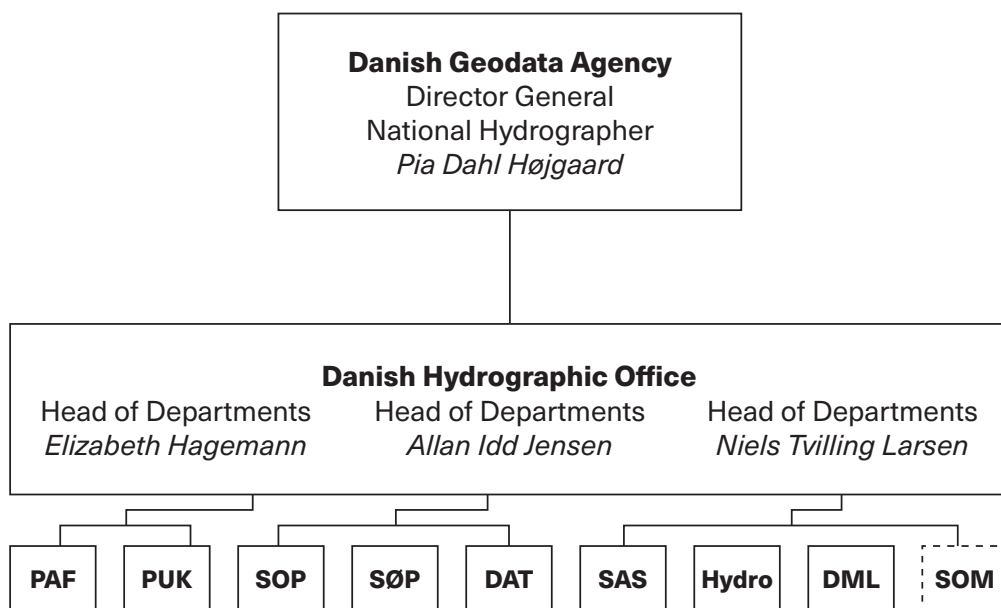 Danish Geodata Agency
Director General
National Hydrographer
Pia Dahl Højgaard
Danish Hydrographic Office
Head of Departments
Elizabeth Hagemann
Head of Departments
Allan Idd Jensen
Head of Departments
Niels Tvilling Larsen
PAF
PUK
SOP
SØP
DAT
SAS
Hydro
DML
SOM